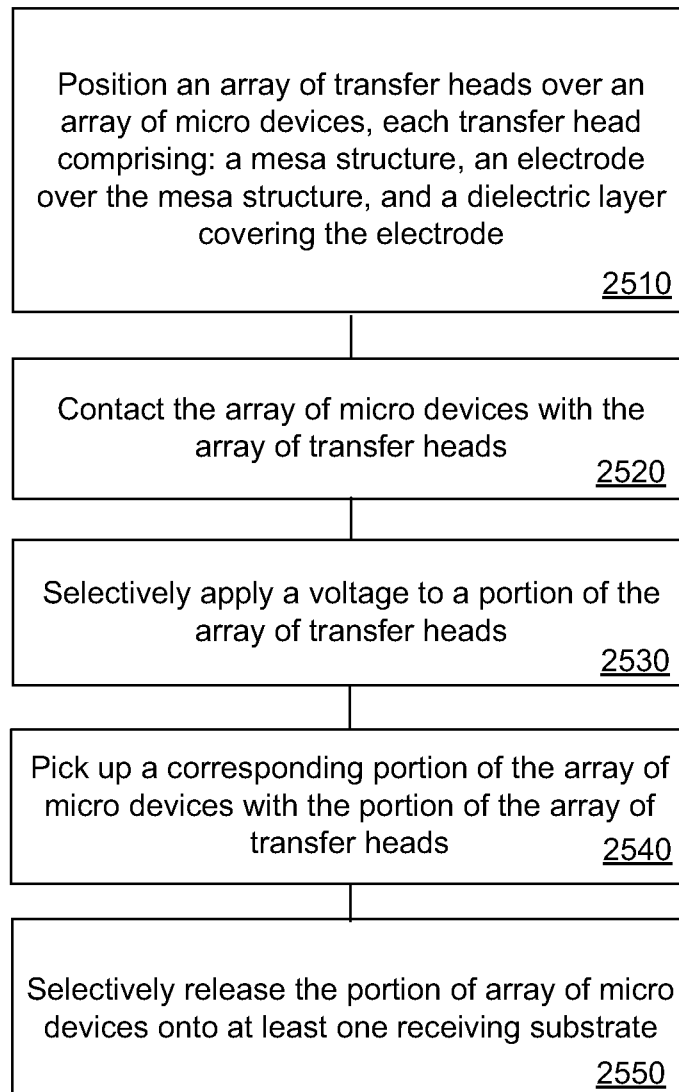 Position an array of transfer heads over an
array of micro devices, each transfer head
comprising: a mesa structure, an electrode
over the mesa structure, and a dielectric layer
covering the electrode
2510
Contact the array of micro devices with the
array of transfer heads
2520
Selectively apply a voltage to a portion of the
array of transfer heads
2530
Pick up a corresponding portion of the array of
micro devices with the portion of the array of
transfer heads
2540
Selectively release the portion of array of micro
devices onto at least one receiving substrate
2550